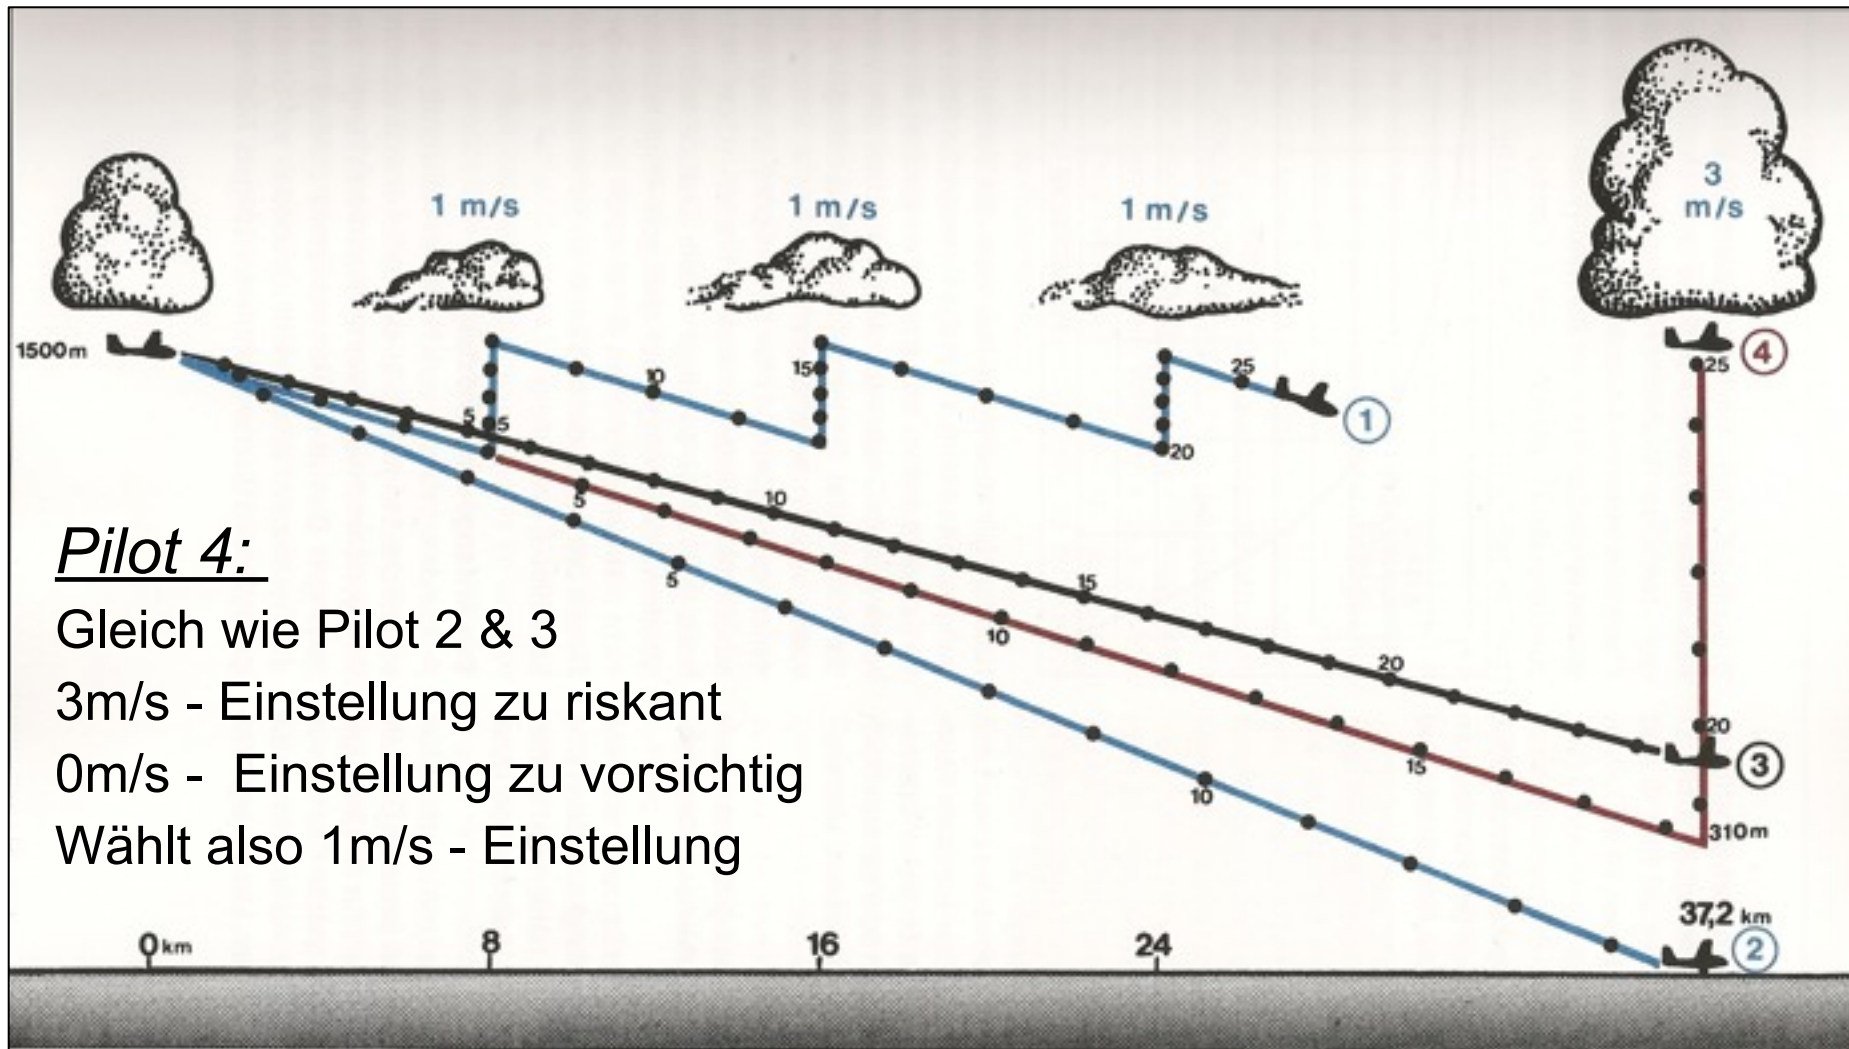 1 m/s
1 m/s
1 m/s
3
m/s
1500m
4
25
5
5
10
15
25
1
20
5
10
15
20
20
3
5
10
15
310m
5
10
37,2 km
2
Pilot 4:
Gleich wie Pilot 2 & 3
3m/s - Einstellung zu riskant
0m/s - Einstellung zu vorsichtig
Wählt also 1m/s - Einstellung
0km
8
16
24